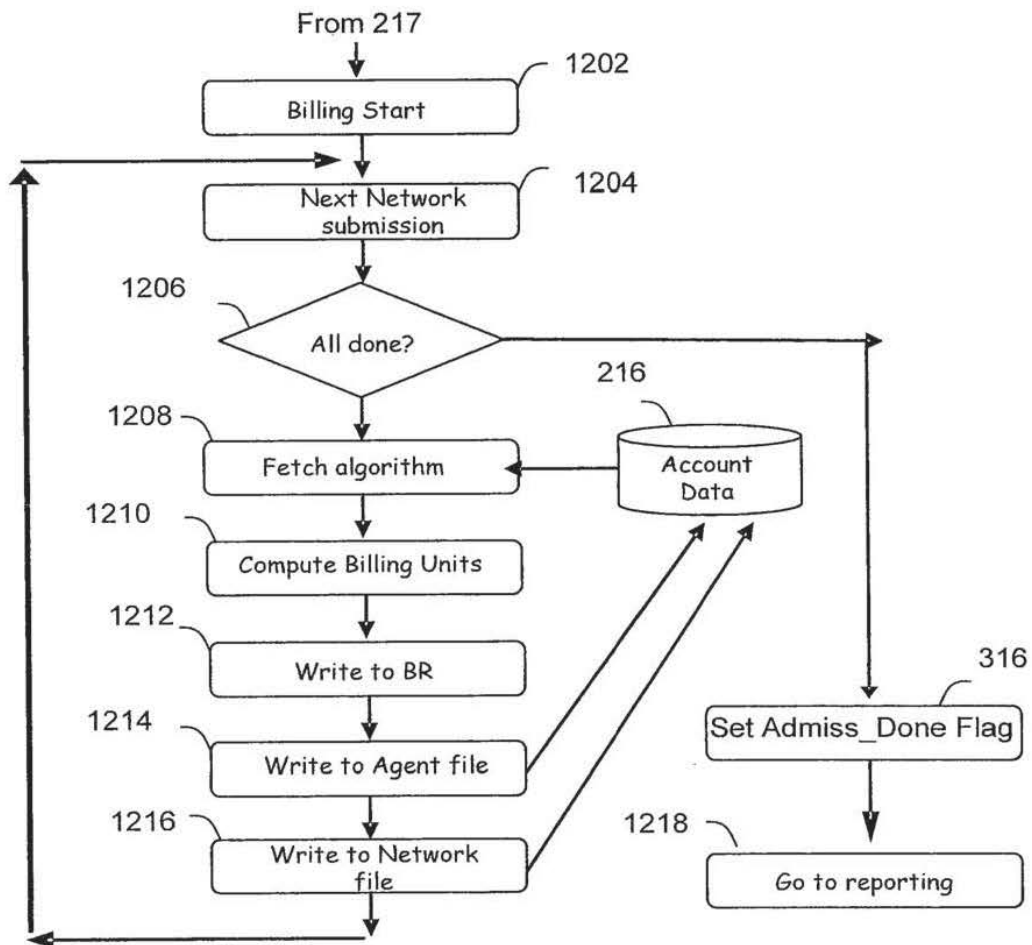 From 217
1202
Billing Start
1204
Next Network
submission
1206
All done?
216
1208
Fetch algorithm
Account
Data
1210
Compute Billing Units
1212
Write to BR
316
1214
Set Admiss_Done Flag
Write to Agent file
1216
1218
Write to Network
file
Go to reporting